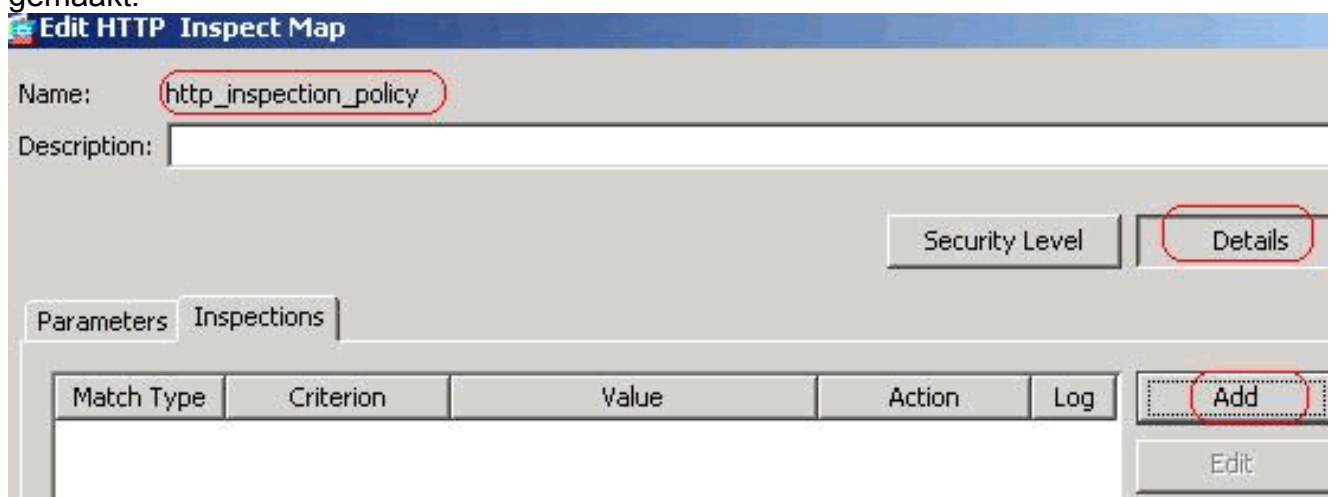 gemaakt.
Edit HTTP Inspect Map
Name: http_inspection_policy
Description:
Security Level Details
Parameters Inspections
Match Type Criterion Value Action Log Add
Edit